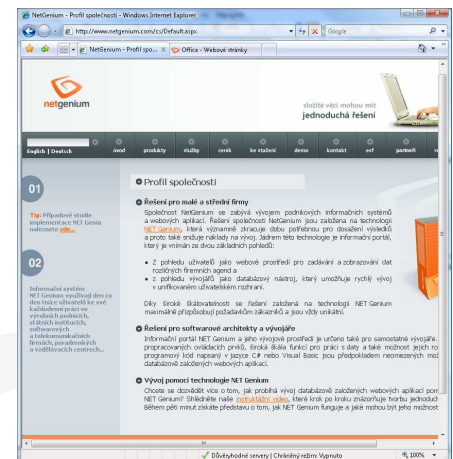 NetGenium - Profil společnosti - Windows Internet Explorer
http://www.netgenium.com/cs/Default.aspx
Google
NetGenium - Profil spo...
Office - Webové stránky
netgenium
složité věci mohou mít
jednoduchá řešení
English | Deutsch
úvod
produkty
služby
ceník
ke stažení
demo
kontakt
erf
partneři
01
Tip: Případové studie
implementace NET Genia
naleznete zde...
02
Informační systém
NET Genium využívají den co
den tisíce uživatelů ke své
každodenní práci ve
výrobních podnicích,
státních institucích,
softwarových
a telekomunikačních
firmách, poradenských
a vzdělávacích centrech...
Profil společnosti
Řešení pro malé a střední firmy
Společnost NetGenium se zabývá vývojem podnikových informačních systémů
a webových aplikací. Řešení společnosti NetGenium jsou založena na technologii
NET Genium, která významně zkracuje dobu potřebnou pro dosažení výsledků
a proto také snižuje náklady na vývoj. Jádrem této technologie je informační portál,
který je vnímán ze dvou základních pohledů:
• Z pohledu uživatelů jako webové prostředí pro zadávání a zobrazování dat
rozličných firemních agend a
• z pohledu vývojářů jako databázový nástroj, který umožňuje rychlý vývoj
v unifikovaném uživatelském rozhraní.
Díky široké škálovatelnosti se řešení založená na technologii NET Genium
maximálně přizpůsobují požadavkům zákazníků a jsou vždy unikátní.
Řešení pro softwarové architekty a vývojáře
Informační portál NET Genium a jeho vývojové prostředí je určeno také pro samostatné vývojáře.
propracovaných ovládacích prvků, široká škála funkcí pro práci s daty a také možnost jejich
programový kód napsaný v jazyce C# nebo Visual Basic jsou předpokladem neomezených
databázově založených webových aplikací.
Vývoj pomocí technologie NET Genium
Chcete se dozvědět více o tom, jak probíhá vývoj databázově založených webových aplikací
NET Genium? Shlédněte naše instruktážní video, které krok po kroku znázorňuje tvorbu
Během pěti minut získáte představu o tom, jak NET Genium funguje a jaké mohou být jeho
Důvěryhodné servery | Chráněný režim: Vypnuto
100%